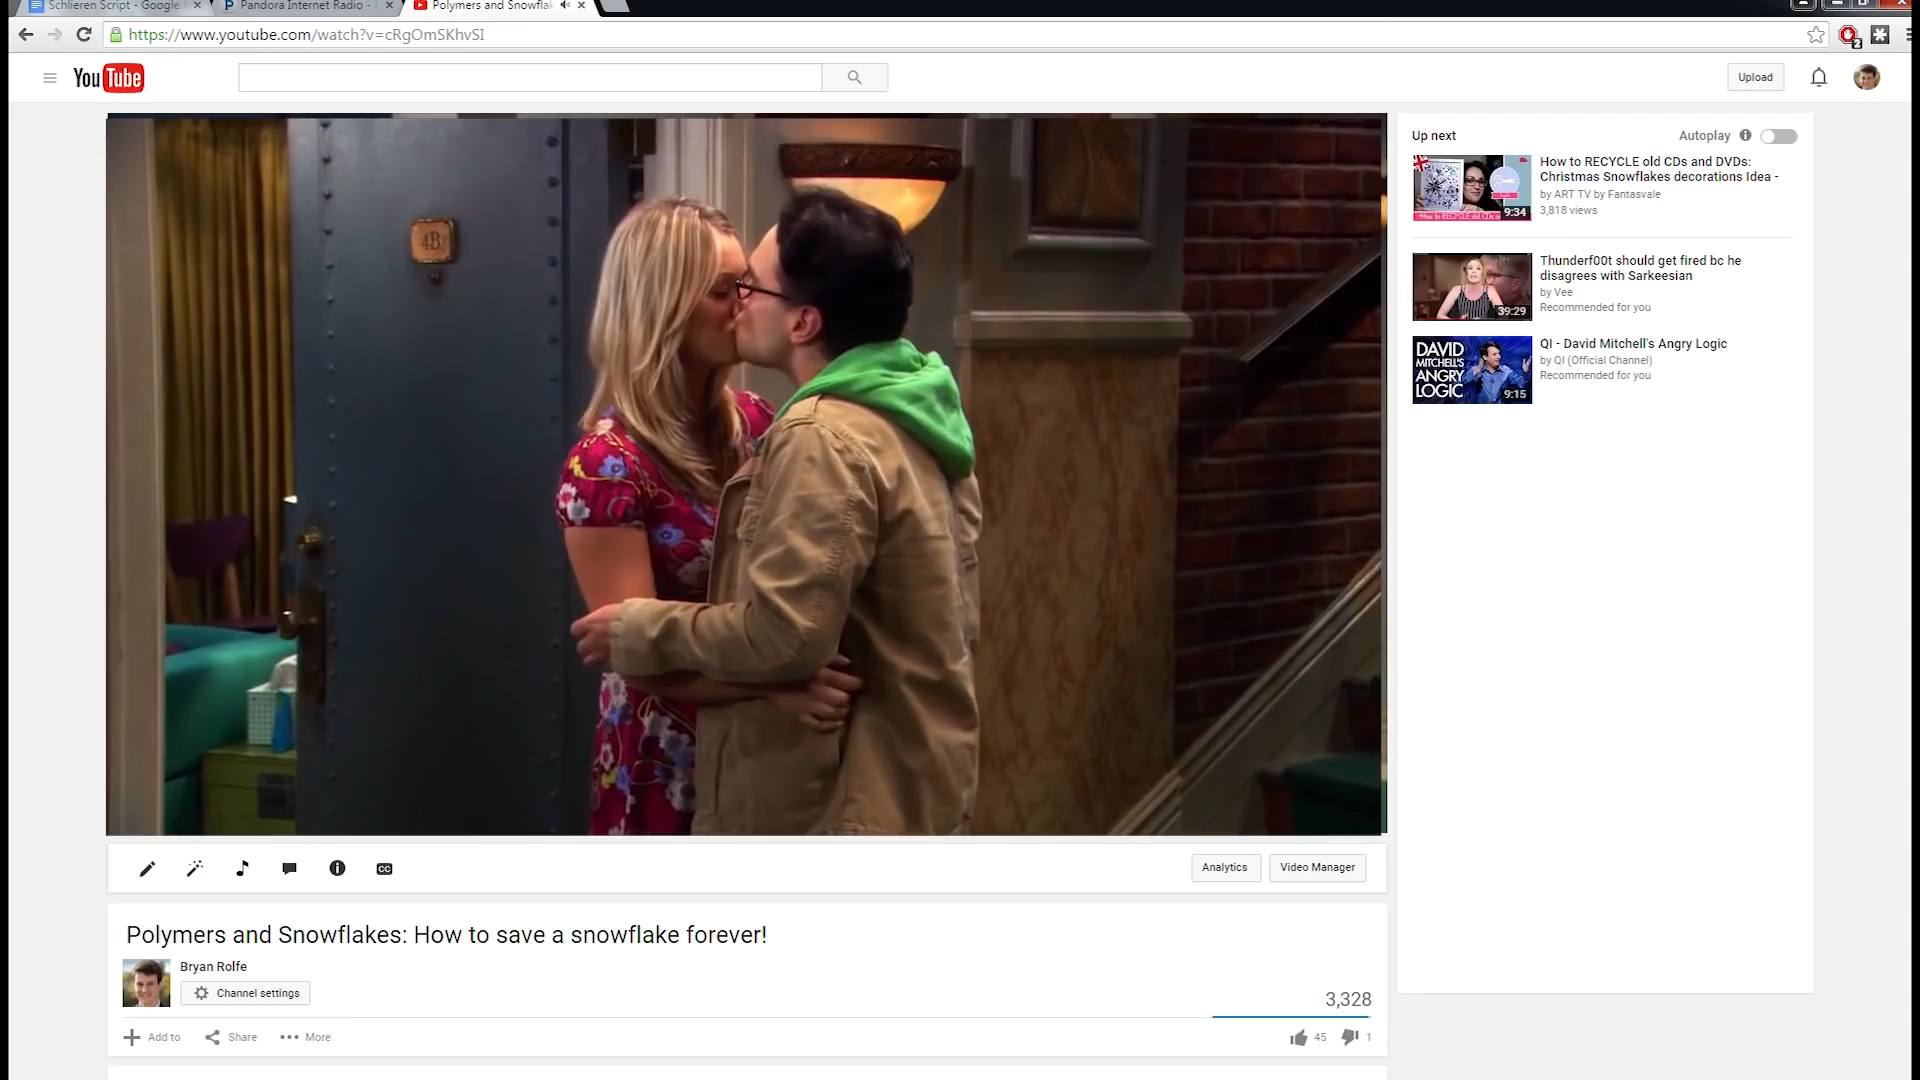 Schlieren Script - Google
Pandora Internet Radio -
Polymers and Snowflak
https://www.youtube.com/watch?v=cRgOmSKhvSI
2
YouTube
Upload
4B
Up next
Autoplay
How to RECYCLE old CDs and DVDs:
Christmas Snowflakes decorations Idea -
by ART TV by Fantasvale
3,818 views
9:34
Thunderf00t should get fired bc he
disagrees with Sarkeesian
by Vee
Recommended for you
39:29
QI - David Mitchell's Angry Logic
by QI (Official Channel)
Recommended for you
DAVID
MITCHELL'S
ANGRY
LOGIC
9:15
CC
Analytics
Video Manager
Polymers and Snowflakes: How to save a snowflake forever!
Bryan Rolfe
Channel settings
3,328
Add to
Share
More
45
1